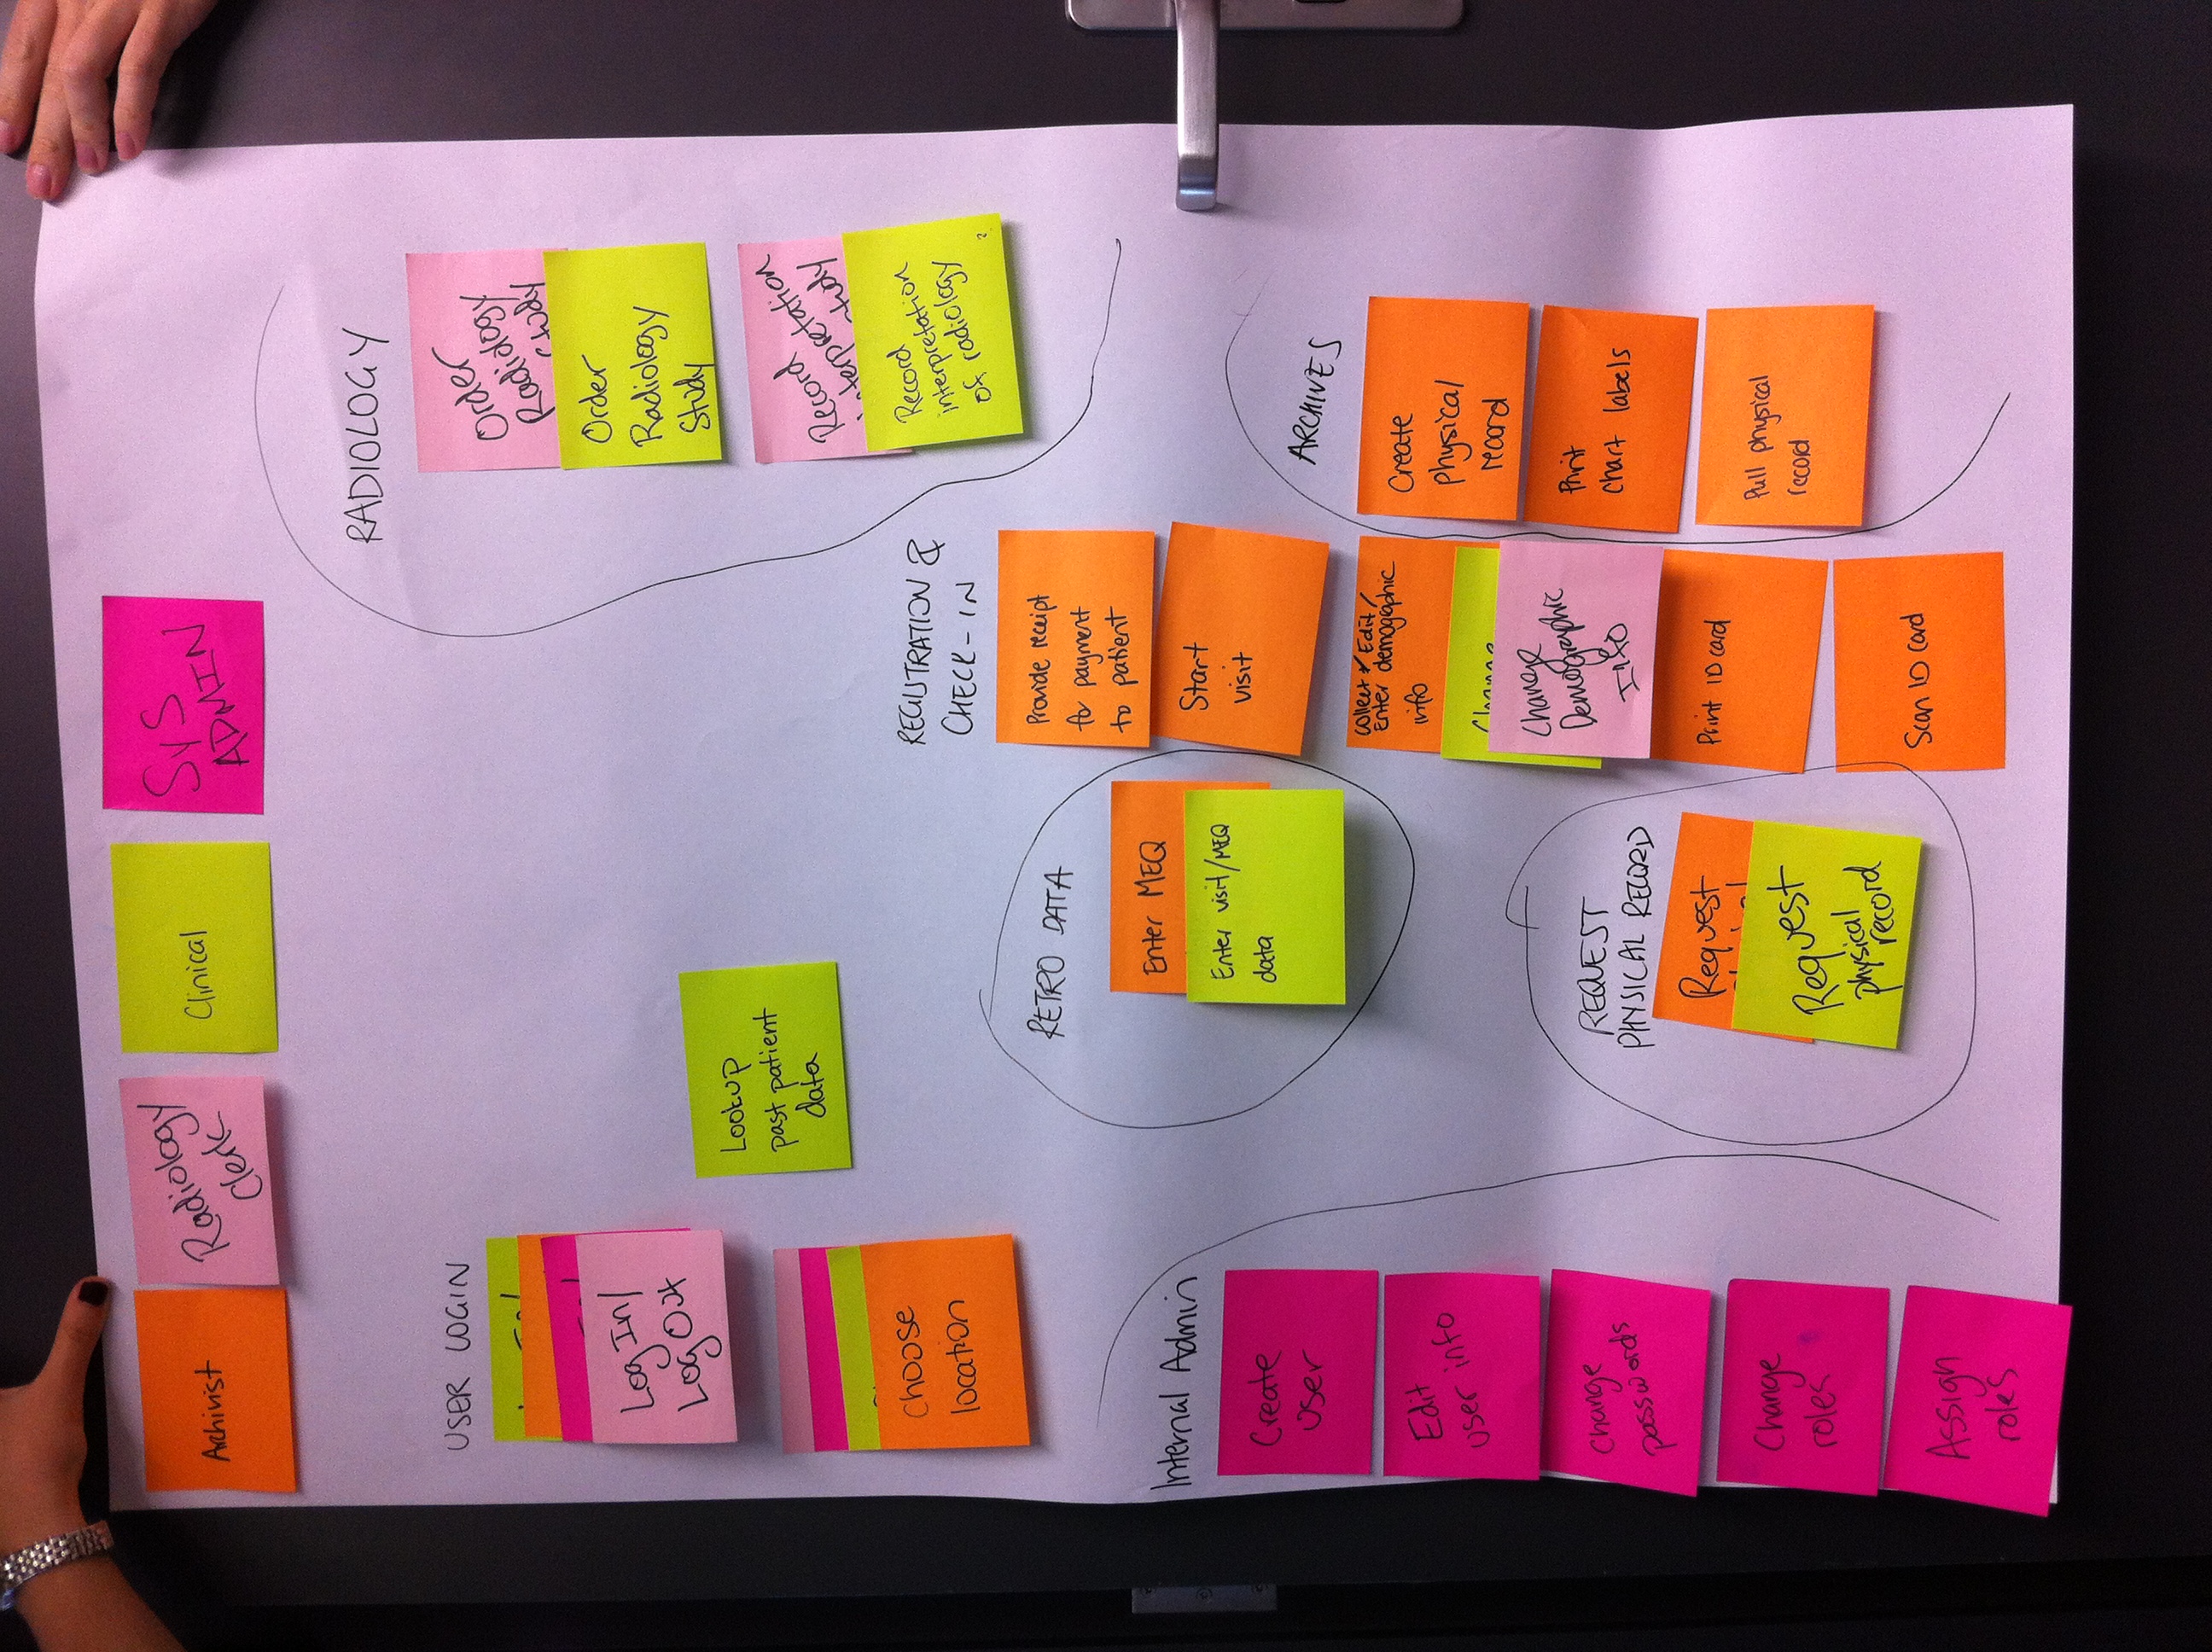 Archivist
Radiology
Clerk
Clinical
SyS
ADMIN
RADIOLOGY
Order
Radiology
Study
Order
Radiology
Study
Record
interpretation
study
Record
interpretation
of radiology
?
USER LOGIN
Log In/
Log Out
Choose
location
Lookup
past patient
data
REGISTRATION &
CHECK-IN
Provide receipt
for payment
to patient
Start
visit
Collect & Edit/
Enter demographic
info
Change
Change
Demographic
Info
Print ID card
Scan ID card
RETRO DATA
Enter MEQ
Enter visit/MEQ
data
Internal Admin
Create
user
Edit
user info
Change
passwords
Change
roles
Assign
roles
REQUEST
PHYSICAL RECORD
Request
Request
physical
record
ARCHIVES
Create
physical
record
Print
chart labels
Pull physical
record